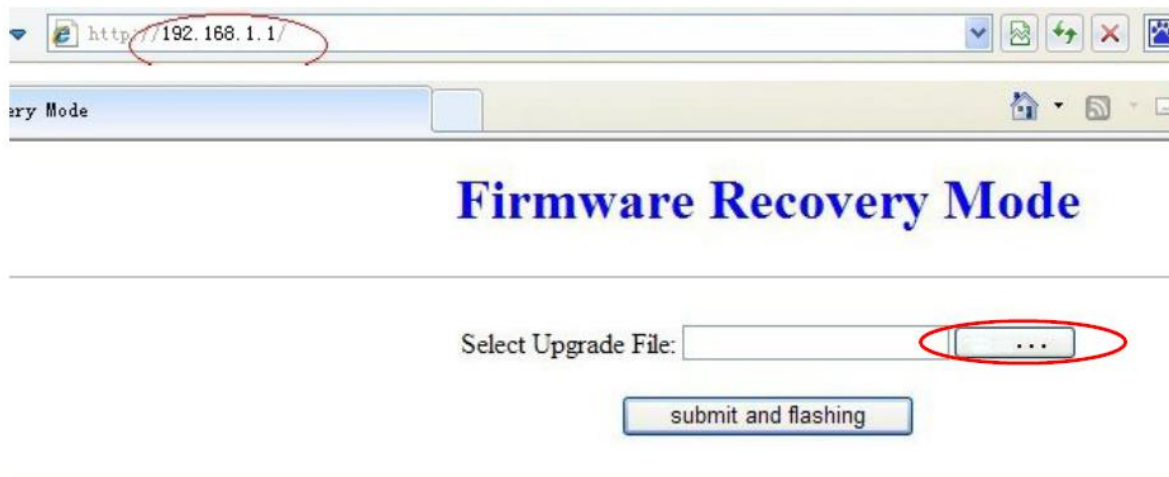 http://192.168.1.1/
ery Mode
Firmware Recovery Mode
Select Upgrade File:
...
submit and flashing